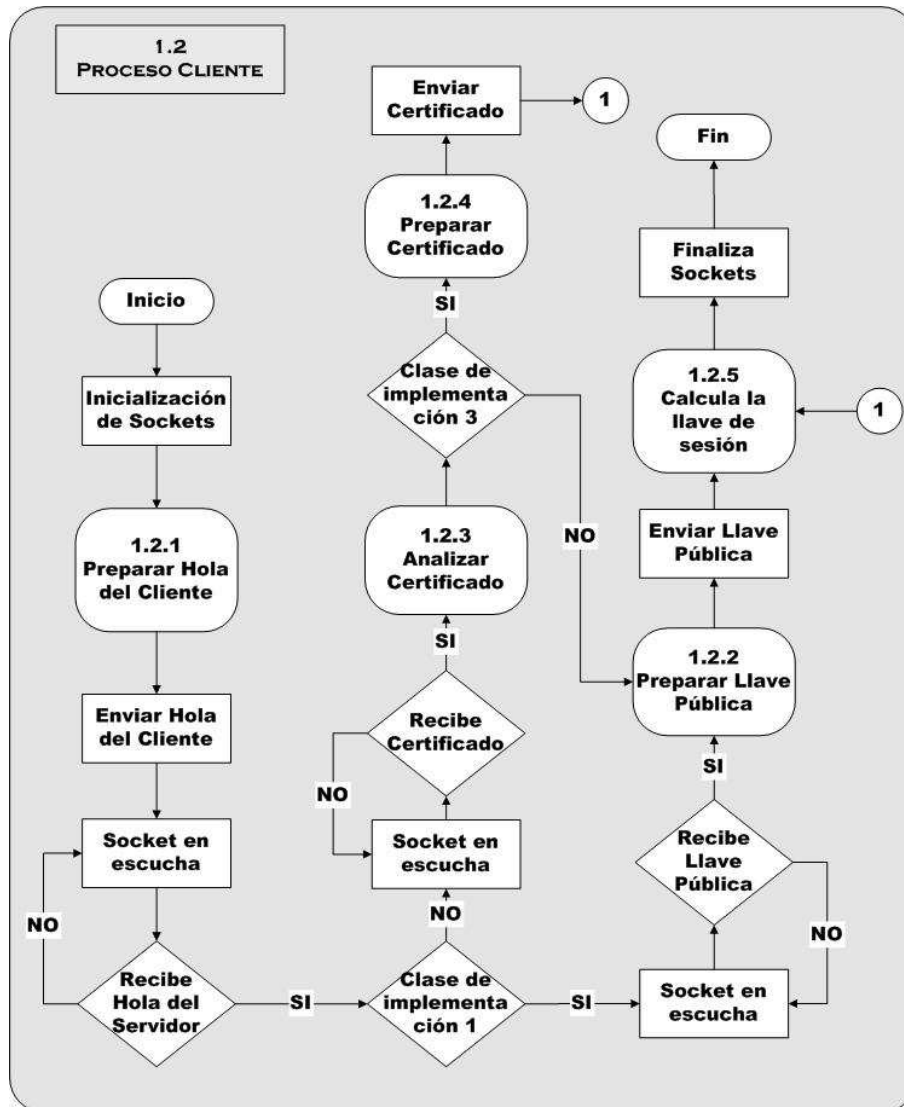 1.2
PROCESO CLIENTE
Inicio
Inicialización
de Sockets
1.2.1
Preparar Hola
del Cliente
Enviar Hola
del Cliente
Socket en
escucha
NO
Recibe
Hola del
Servidor
SI
Enviar
Certificado
1
1.2.4
Preparar
Certificado
SI
Clase de
implementa
ción 3
NO
1.2.3
Analizar
Certificado
SI
Recibe
Certificado
NO
Socket en
escucha
NO
Clase de
implementa
ción 1
SI
Fin
Finaliza
Sockets
1.2.5
Calcula la
llave de
sesión
1
Enviar Llave
Pública
1.2.2
Preparar Llave
Pública
SI
Recibe
Llave
Pública
NO
Socket en
escucha